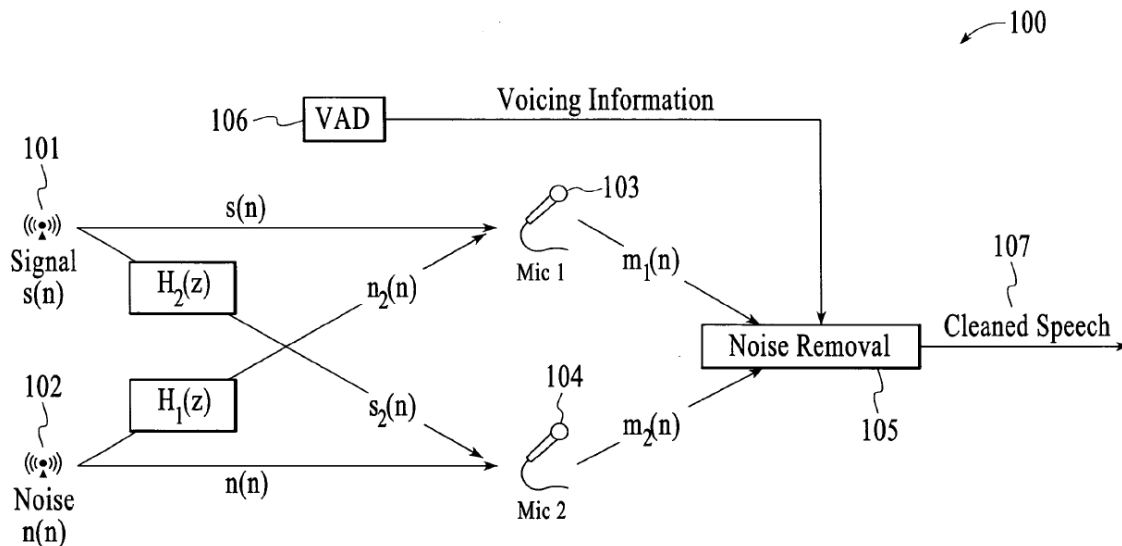 100
Voicing Information
106
VAD
101
103
s(n)
Signal
s(n)
H₂(z)
n₂(n)
Mic 1
m₁(n)
107
Cleaned Speech
Noise Removal
102
H₁(z)
s₂(n)
104
m₂(n)
105
n(n)
Noise
n(n)
Mic 2